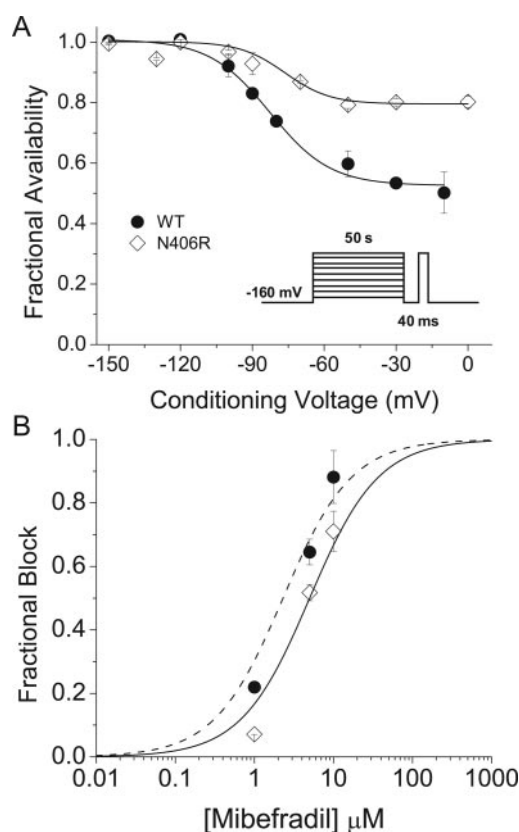 A
1.0
0.8
0.6
0.4
0.2
0.0
Fractional Availability
WT
N406R
50 s
-160 mV
40 ms
-150 -120 -90 -60 -30 0
Conditioning Voltage (mV)
B
1.0
0.8
0.6
0.4
0.2
0.0
Fractional Block
0.01 0.1 1 10 100 1000
[Mibefradil] μM